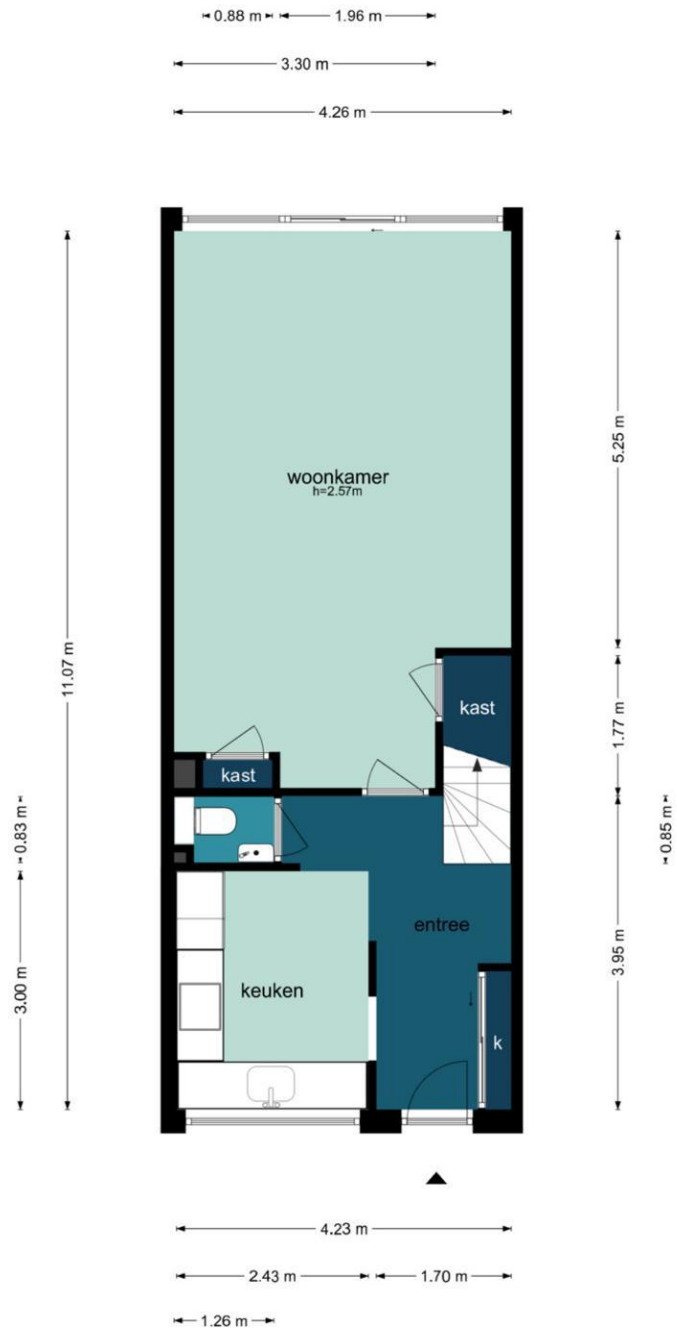 0.88 m
1.96 m
3.30 m
4.26 m
woonkamer
h=2.57m
5.25 m
11.07 m
kast
1.77 m
kast
0.83 m
0.85 m
entree
3.95 m
3.00 m
keuken
k
4.23 m
2.43 m
1.70 m
1.26 m